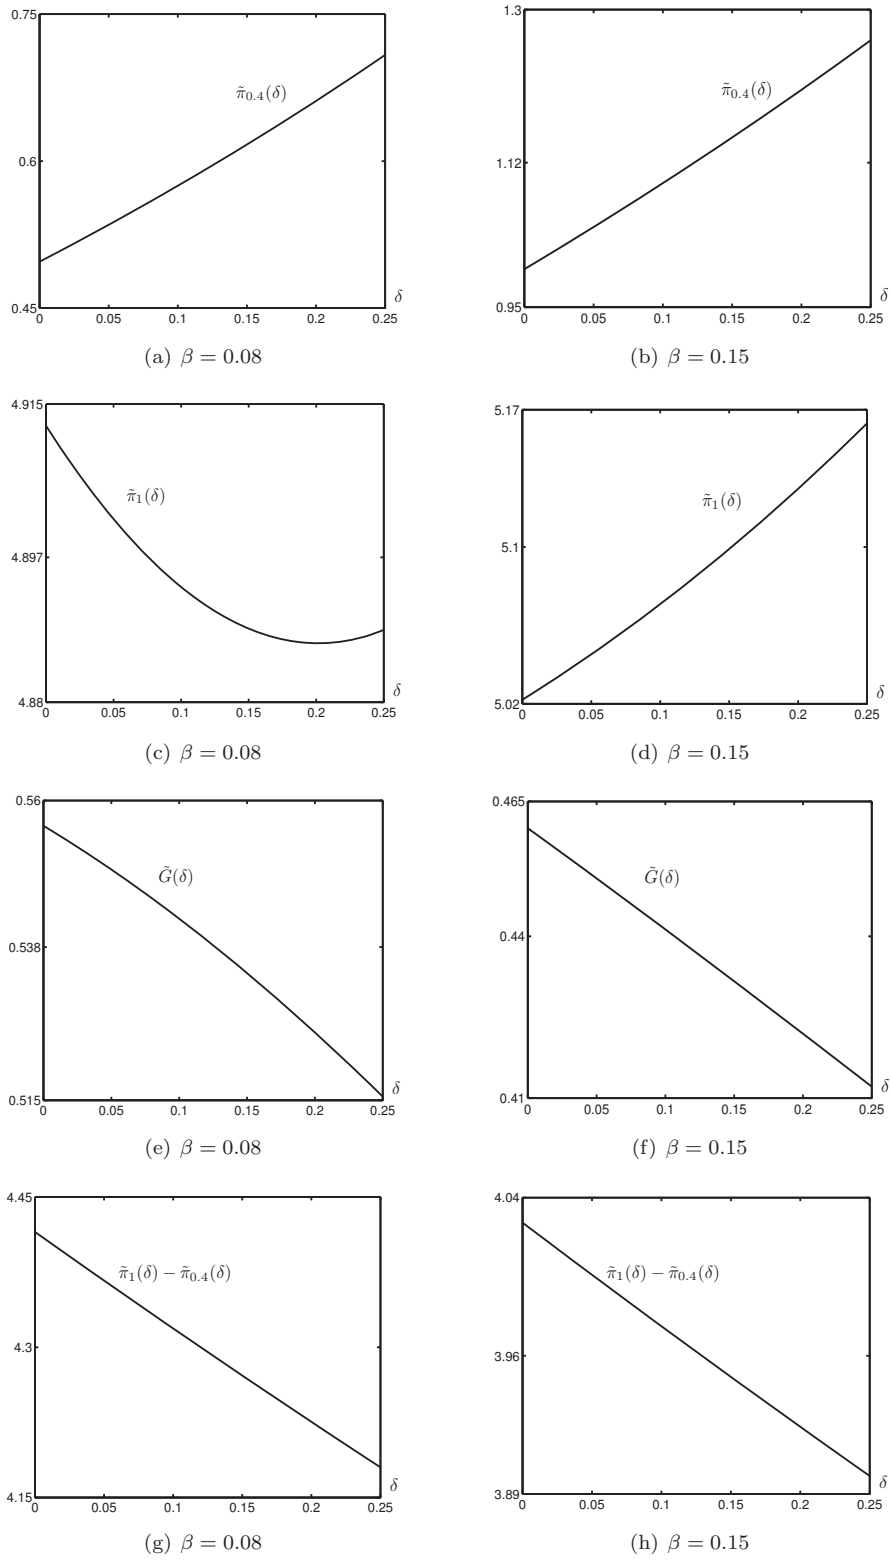 0.75
π̃₀.₄(δ)
0.6
0.45
0 0.05 0.1 0.15 0.2 0.25
δ
(a) β = 0.08
1.3
π̃₀.₄(δ)
1.12
0.95
0 0.05 0.1 0.15 0.2 0.25
δ
(b) β = 0.15
4.915
π̃₁(δ)
4.897
4.88
0 0.05 0.1 0.15 0.2 0.25
δ
(c) β = 0.08
5.17
π̃₁(δ)
5.1
5.02
0 0.05 0.1 0.15 0.2 0.25
δ
(d) β = 0.15
0.56
G̃(δ)
0.538
0.515
0 0.05 0.1 0.15 0.2 0.25
δ
(e) β = 0.08
0.465
G̃(δ)
0.44
0.41
0 0.05 0.1 0.15 0.2 0.25
δ
(f) β = 0.15
4.45
π̃₁(δ) − π̃₀.₄(δ)
4.3
4.15
0 0.05 0.1 0.15 0.2 0.25
δ
(g) β = 0.08
4.04
π̃₁(δ) − π̃₀.₄(δ)
3.96
3.89
0 0.05 0.1 0.15 0.2 0.25
δ
(h) β = 0.15